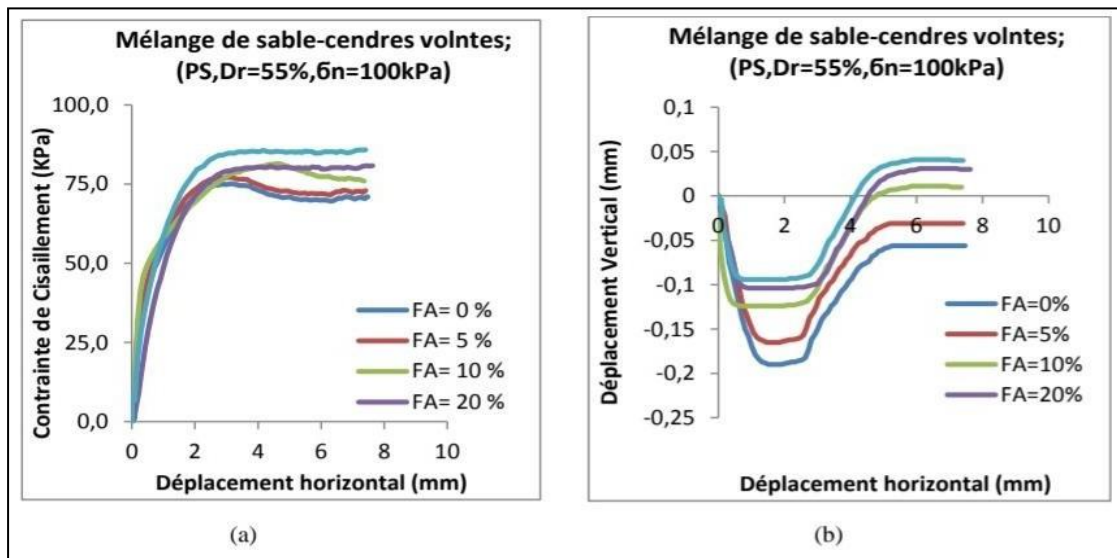 Mélange de sable-cendres volntes;
(PS,Dr=55%,бn=100kPa)
Contrainte de Cisaillement (KPa)
100,0
75,0
50,0
25,0
0,0
0 2 4 6 8 10
Déplacement horizontal (mm)
FA= 0 %
FA= 5 %
FA= 10 %
FA= 20 %
(a)
Mélange de sable-cendres volntes;
(PS,Dr=55%,бn=100kPa)
Déplacement Vertical (mm)
0,1
0,05
0
-0,05
-0,1
-0,15
-0,2
-0,25
0 2 4 6 8 10
FA=0%
FA=5%
FA=10%
FA=20%
Déplacement horizontal (mm)
(b)